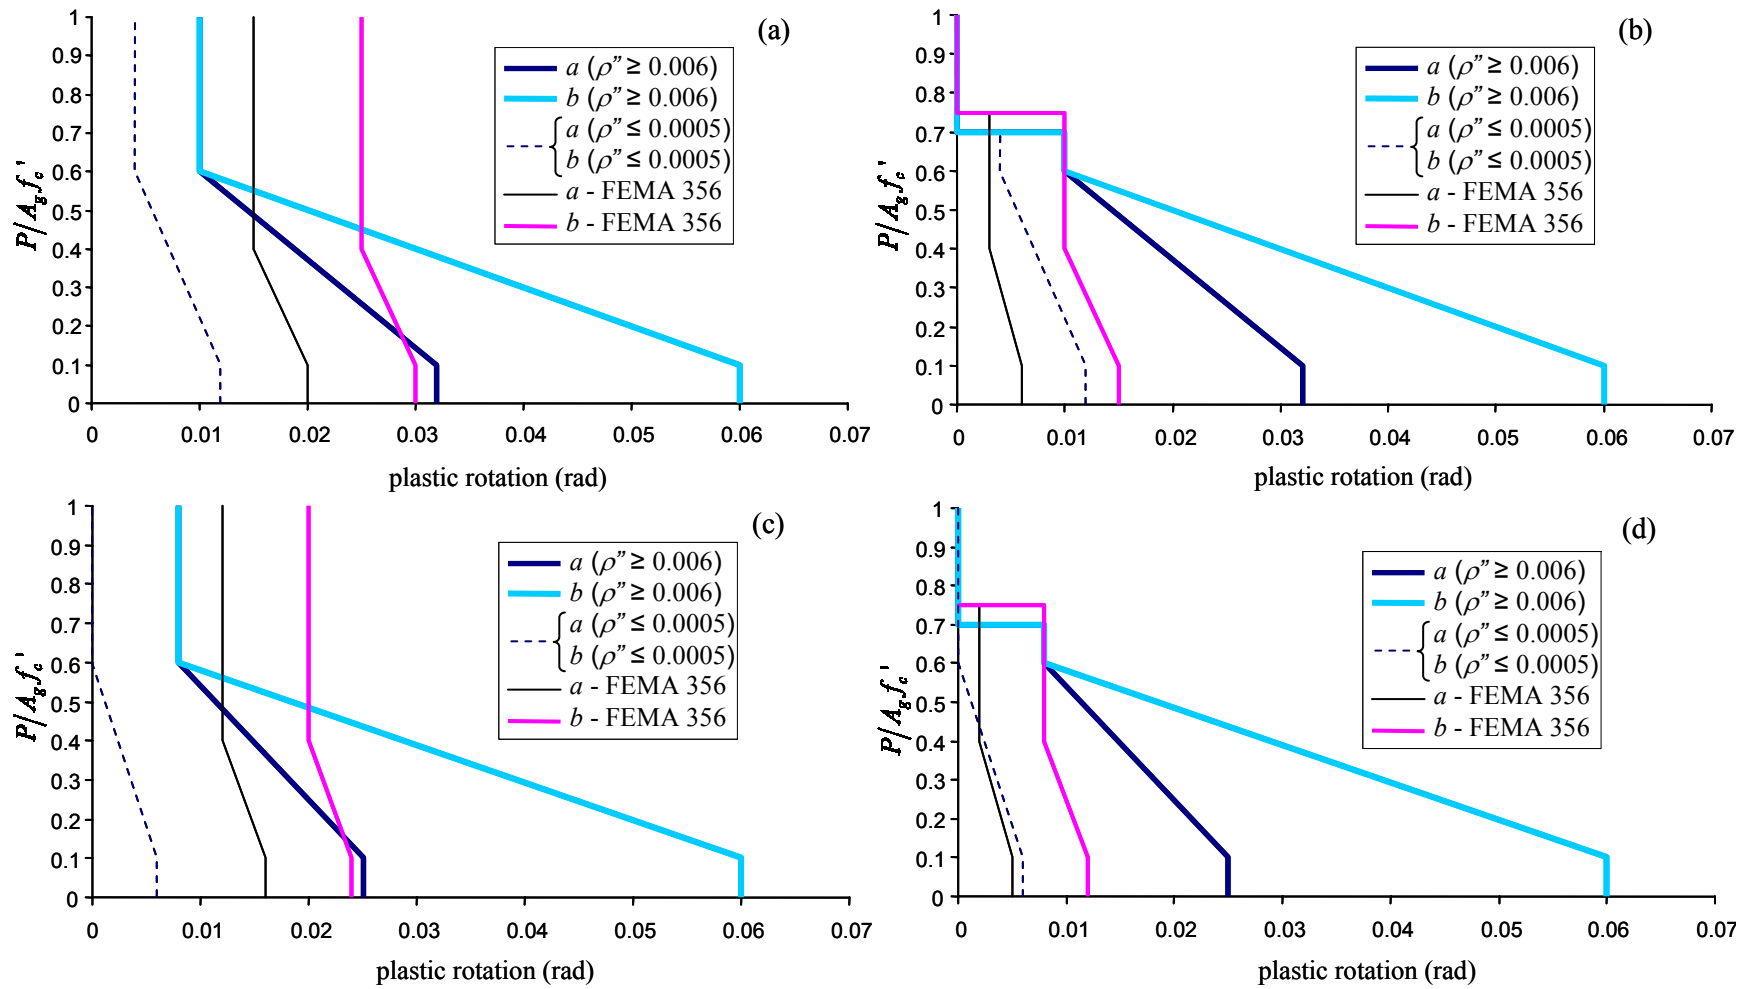 (a)
1
0.9
0.8
0.7
0.6
0.5
0.4
0.3
0.2
0.1
0
P/A_g f_c'
a (ρ” ≥ 0.006)
b (ρ” ≥ 0.006)
a (ρ” ≤ 0.0005)
b (ρ” ≤ 0.0005)
a - FEMA 356
b - FEMA 356
0 0.01 0.02 0.03 0.04 0.05 0.06 0.07
plastic rotation (rad)
(b)
1
0.9
0.8
0.7
0.6
0.5
0.4
0.3
0.2
0.1
0
P/A_g f_c'
a (ρ” ≥ 0.006)
b (ρ” ≥ 0.006)
a (ρ” ≤ 0.0005)
b (ρ” ≤ 0.0005)
a - FEMA 356
b - FEMA 356
0 0.01 0.02 0.03 0.04 0.05 0.06 0.07
plastic rotation (rad)
(c)
1
0.9
0.8
0.7
0.6
0.5
0.4
0.3
0.2
0.1
0
P/A_g f_c'
a (ρ” ≥ 0.006)
b (ρ” ≥ 0.006)
a (ρ” ≤ 0.0005)
b (ρ” ≤ 0.0005)
a - FEMA 356
b - FEMA 356
0 0.01 0.02 0.03 0.04 0.05 0.06 0.07
plastic rotation (rad)
(d)
1
0.9
0.8
0.7
0.6
0.5
0.4
0.3
0.2
0.1
0
P/A_g f_c'
a (ρ” ≥ 0.006)
b (ρ” ≥ 0.006)
a (ρ” ≤ 0.0005)
b (ρ” ≤ 0.0005)
a - FEMA 356
b - FEMA 356
0 0.01 0.02 0.03 0.04 0.05 0.06 0.07
plastic rotation (rad)